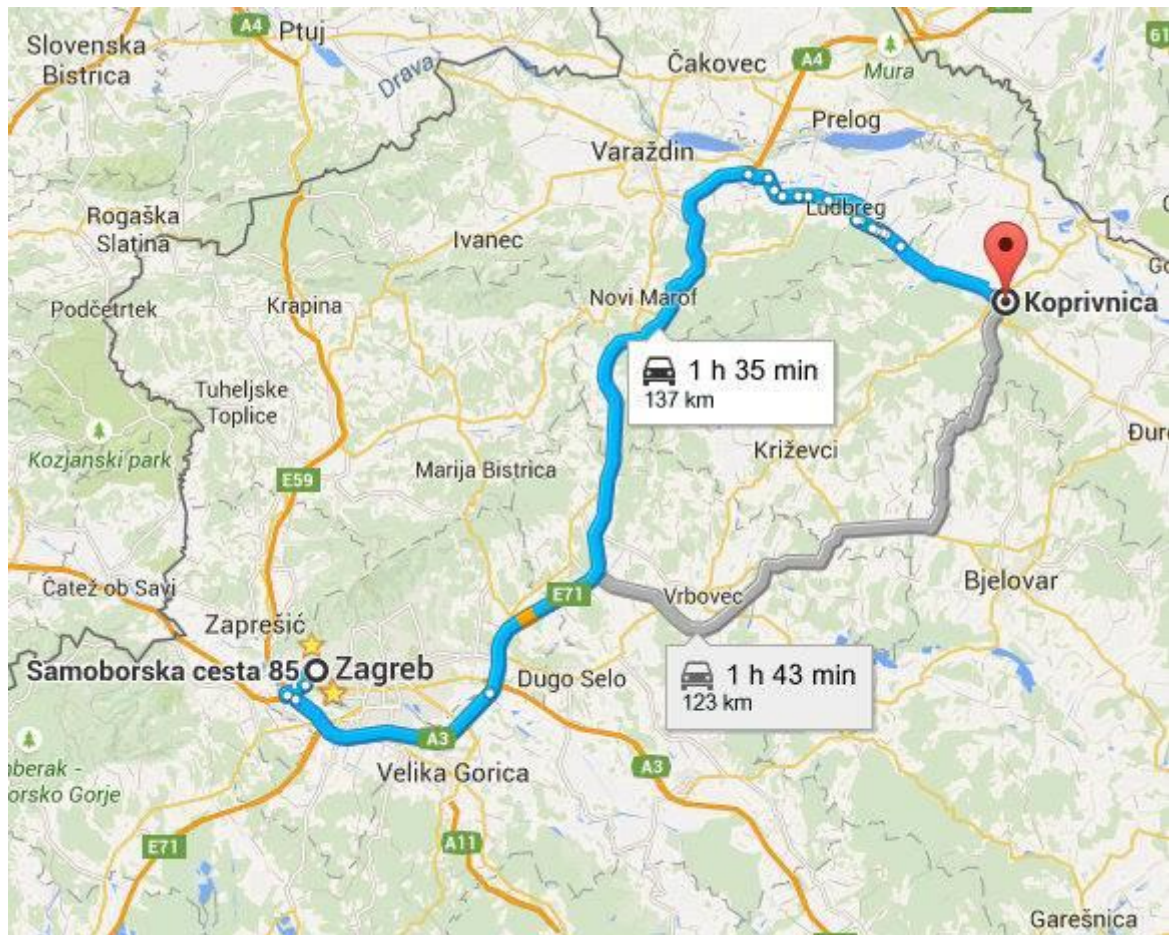 A4
Ptuj
Slovenska
Bistrica
Drava
Čakovec
A4
Mura
61
Prelog
Varaždin
Rogaška
Slatina
Ivanec
Ludbreg
Podčetrtek
Krapina
Novi Marof
Koprivnica
1 h 35 min
137 km
Tuheljske
Toplice
Kozjanski park
E59
Marija Bistrica
Križevci
Đur
Čatež ob Savi
E71
Vrbovec
Bjelovar
Zaprešić
Samoborska cesta 85
Zagreb
Dugo Selo
1 h 43 min
123 km
A3
Velika Gorica
A3
nberak -
orsko Gorje
E71
A11
Garešnica